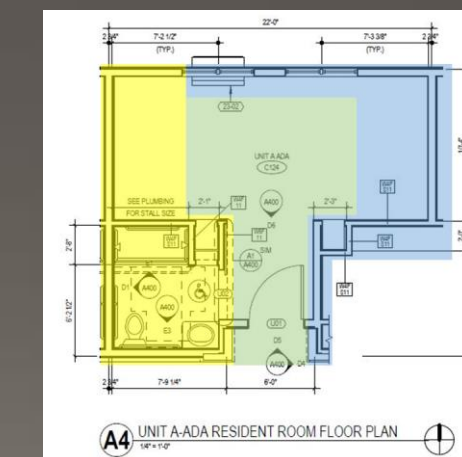 22'-0"
2 3/4" 7'-2 1/2" 7'-3 3/8" 2 3/4"
(TYP.) (TYP.)
UNIT A ADA
C124
SEE PLUMBING
FOR STALL SIZE
2'-1" 2'-3"
A400
D6
SIM
A1
A400
2'-8"
D1 A400
A400
E3
6'-2 1/2"
U01
D5
A400 D4
2 3/4" 7'-9 1/4" 6'-0"
A4 UNIT A-ADA RESIDENT ROOM FLOOR PLAN
1/4" = 1'-0"